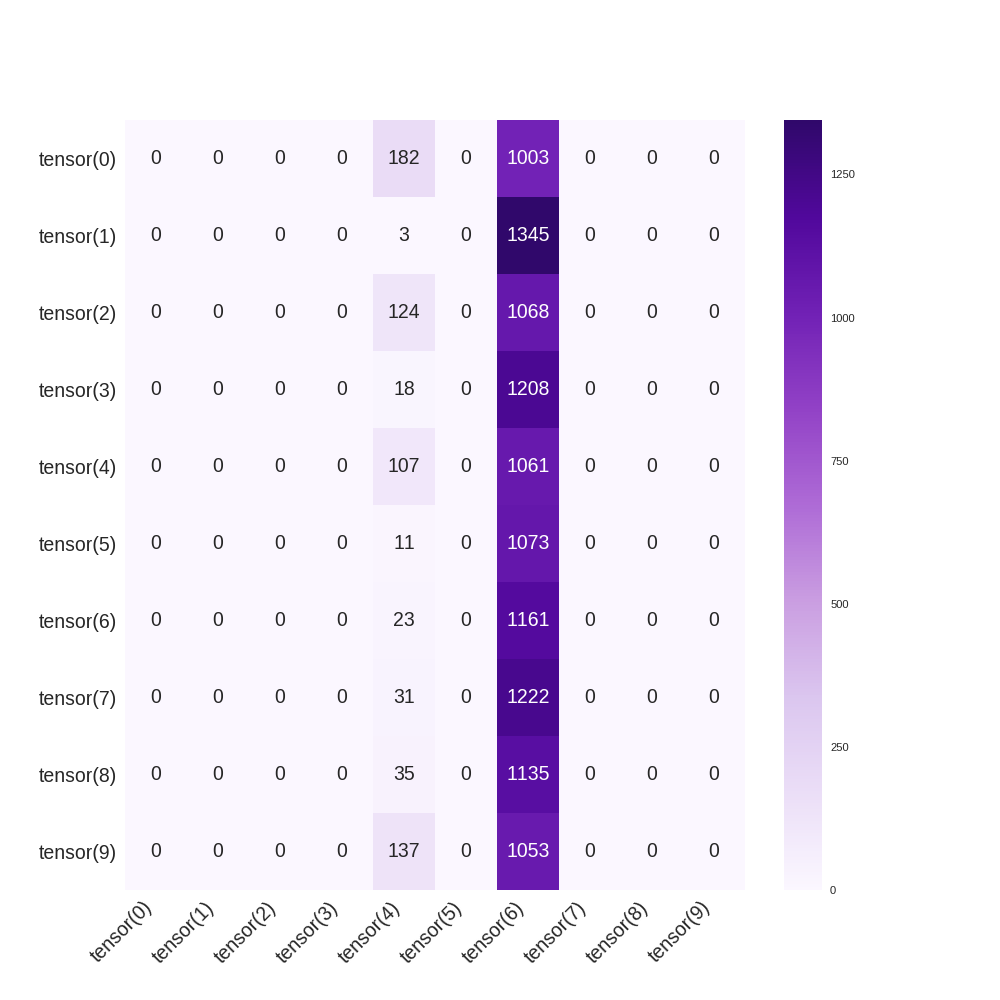 tensor(0) 0 0 0 0 182 0 1003 0 0 0
1250
tensor(1) 0 0 0 0 3 0 1345 0 0 0
tensor(2) 0 0 0 0 124 0 1068 0 0 0
1000
tensor(3) 0 0 0 0 18 0 1208 0 0 0
tensor(4) 0 0 0 0 107 0 1061 0 0 0
750
tensor(5) 0 0 0 0 11 0 1073 0 0 0
500
tensor(6) 0 0 0 0 23 0 1161 0 0 0
tensor(7) 0 0 0 0 31 0 1222 0 0 0
250
tensor(8) 0 0 0 0 35 0 1135 0 0 0
tensor(9) 0 0 0 0 137 0 1053 0 0 0
0
tensor(0) tensor(1) tensor(2) tensor(3) tensor(4) tensor(5) tensor(6) tensor(7) tensor(8) tensor(9)